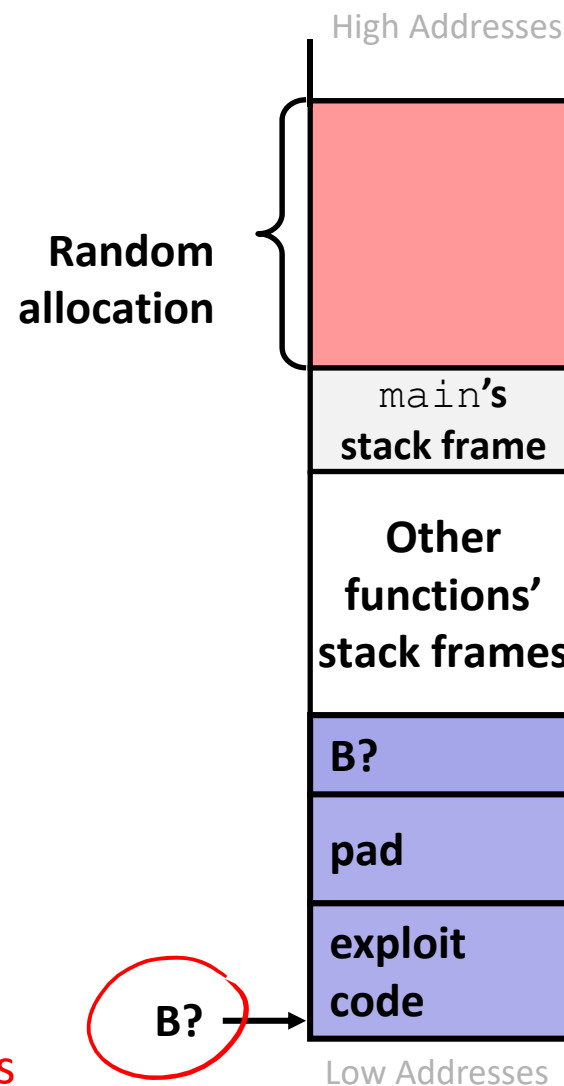 High Addresses
Random
allocation
main's
stack frame
Other
functions’
stack frames
B?
pad
exploit
code
B?
s
Low Addresses